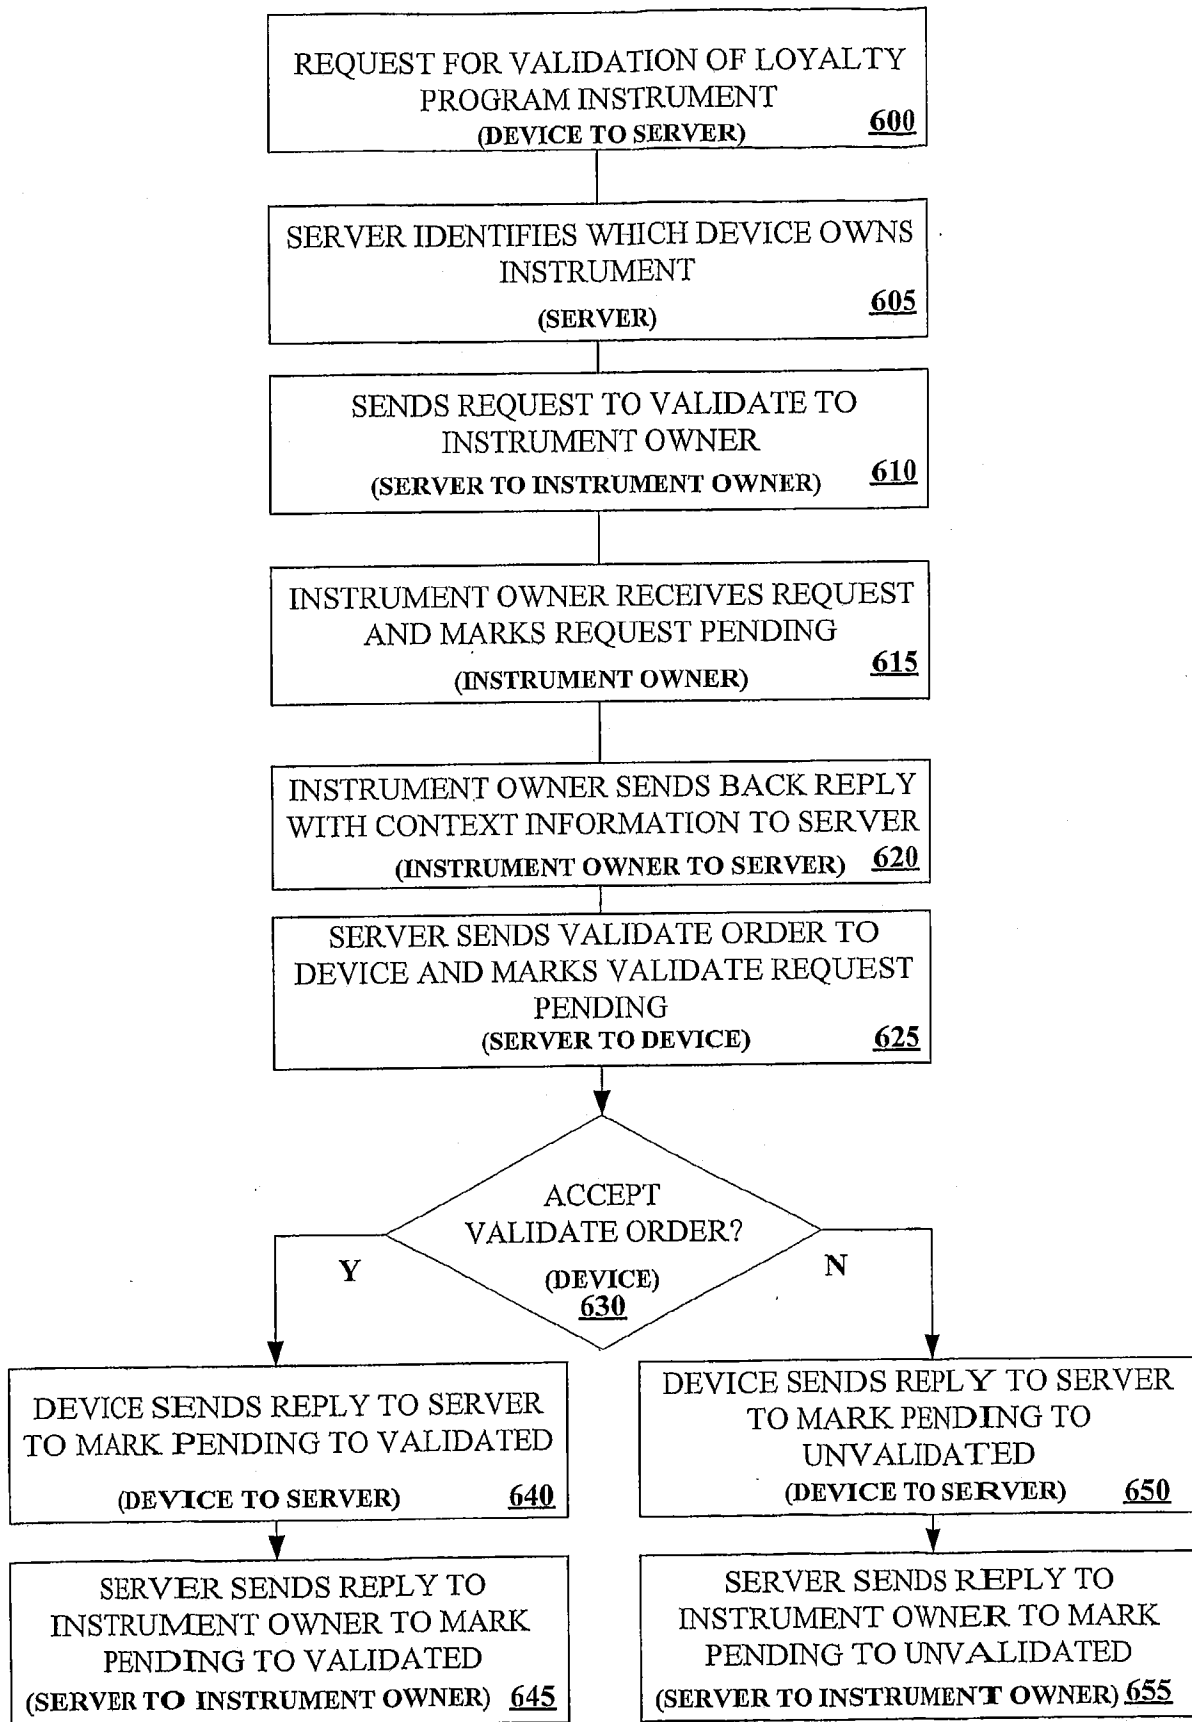 REQUEST FOR VALIDATION OF LOYALTY
PROGRAM INSTRUMENT
(DEVICE TO SERVER)
600
SERVER IDENTIFIES WHICH DEVICE OWNS
INSTRUMENT
(SERVER)
605
SENDS REQUEST TO VALIDATE TO
INSTRUMENT OWNER
(SERVER TO INSTRUMENT OWNER)
610
INSTRUMENT OWNER RECEIVES REQUEST
AND MARKS REQUEST PENDING
(INSTRUMENT OWNER)
615
INSTRUMENT OWNER SENDS BACK REPLY
WITH CONTEXT INFORMATION TO SERVER
(INSTRUMENT OWNER TO SERVER)
620
SERVER SENDS VALIDATE ORDER TO
DEVICE AND MARKS VALIDATE REQUEST
PENDING
(SERVER TO DEVICE)
625
ACCEPT
VALIDATE ORDER?
(DEVICE)
630
Y
N
DEVICE SENDS REPLY TO SERVER
TO MARK PENDING TO VALIDATED
(DEVICE TO SERVER)
640
DEVICE SENDS REPLY TO SERVER
TO MARK PENDING TO
UNVALIDATED
(DEVICE TO SERVER)
650
SERVER SENDS REPLY TO
INSTRUMENT OWNER TO MARK
PENDING TO VALIDATED
(SERVER TO INSTRUMENT OWNER)
645
SERVER SENDS REPLY TO
INSTRUMENT OWNER TO MARK
PENDING TO UNVALIDATED
(SERVER TO INSTRUMENT OWNER)
655